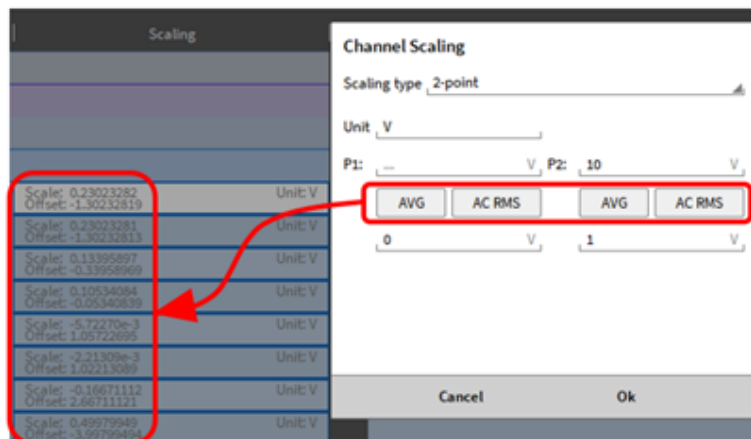 Scaling
Scale: 0.23023282 Unit: V
Offset: -1.30232819
Scale: 0.23023281 Unit: V
Offset: -1.30232813
Scale: 0.13395897 Unit: V
Offset: -0.33958969
Scale: 0.10534084 Unit: V
Offset: -0.05340839
Scale: -5.72270e-3 Unit: V
Offset: 1.05722695
Scale: -2.21309e-3 Unit: V
Offset: 1.02213089
Scale: -0.16671112 Unit: V
Offset: 2.66711121
Scale: 0.49979949 Unit: V
Offset: -3.99799494
Channel Scaling
Scaling type 2-point
Unit V
P1: ... V P2: 10 V
AVG AC RMS AVG AC RMS
0 V 1 V
Cancel Ok